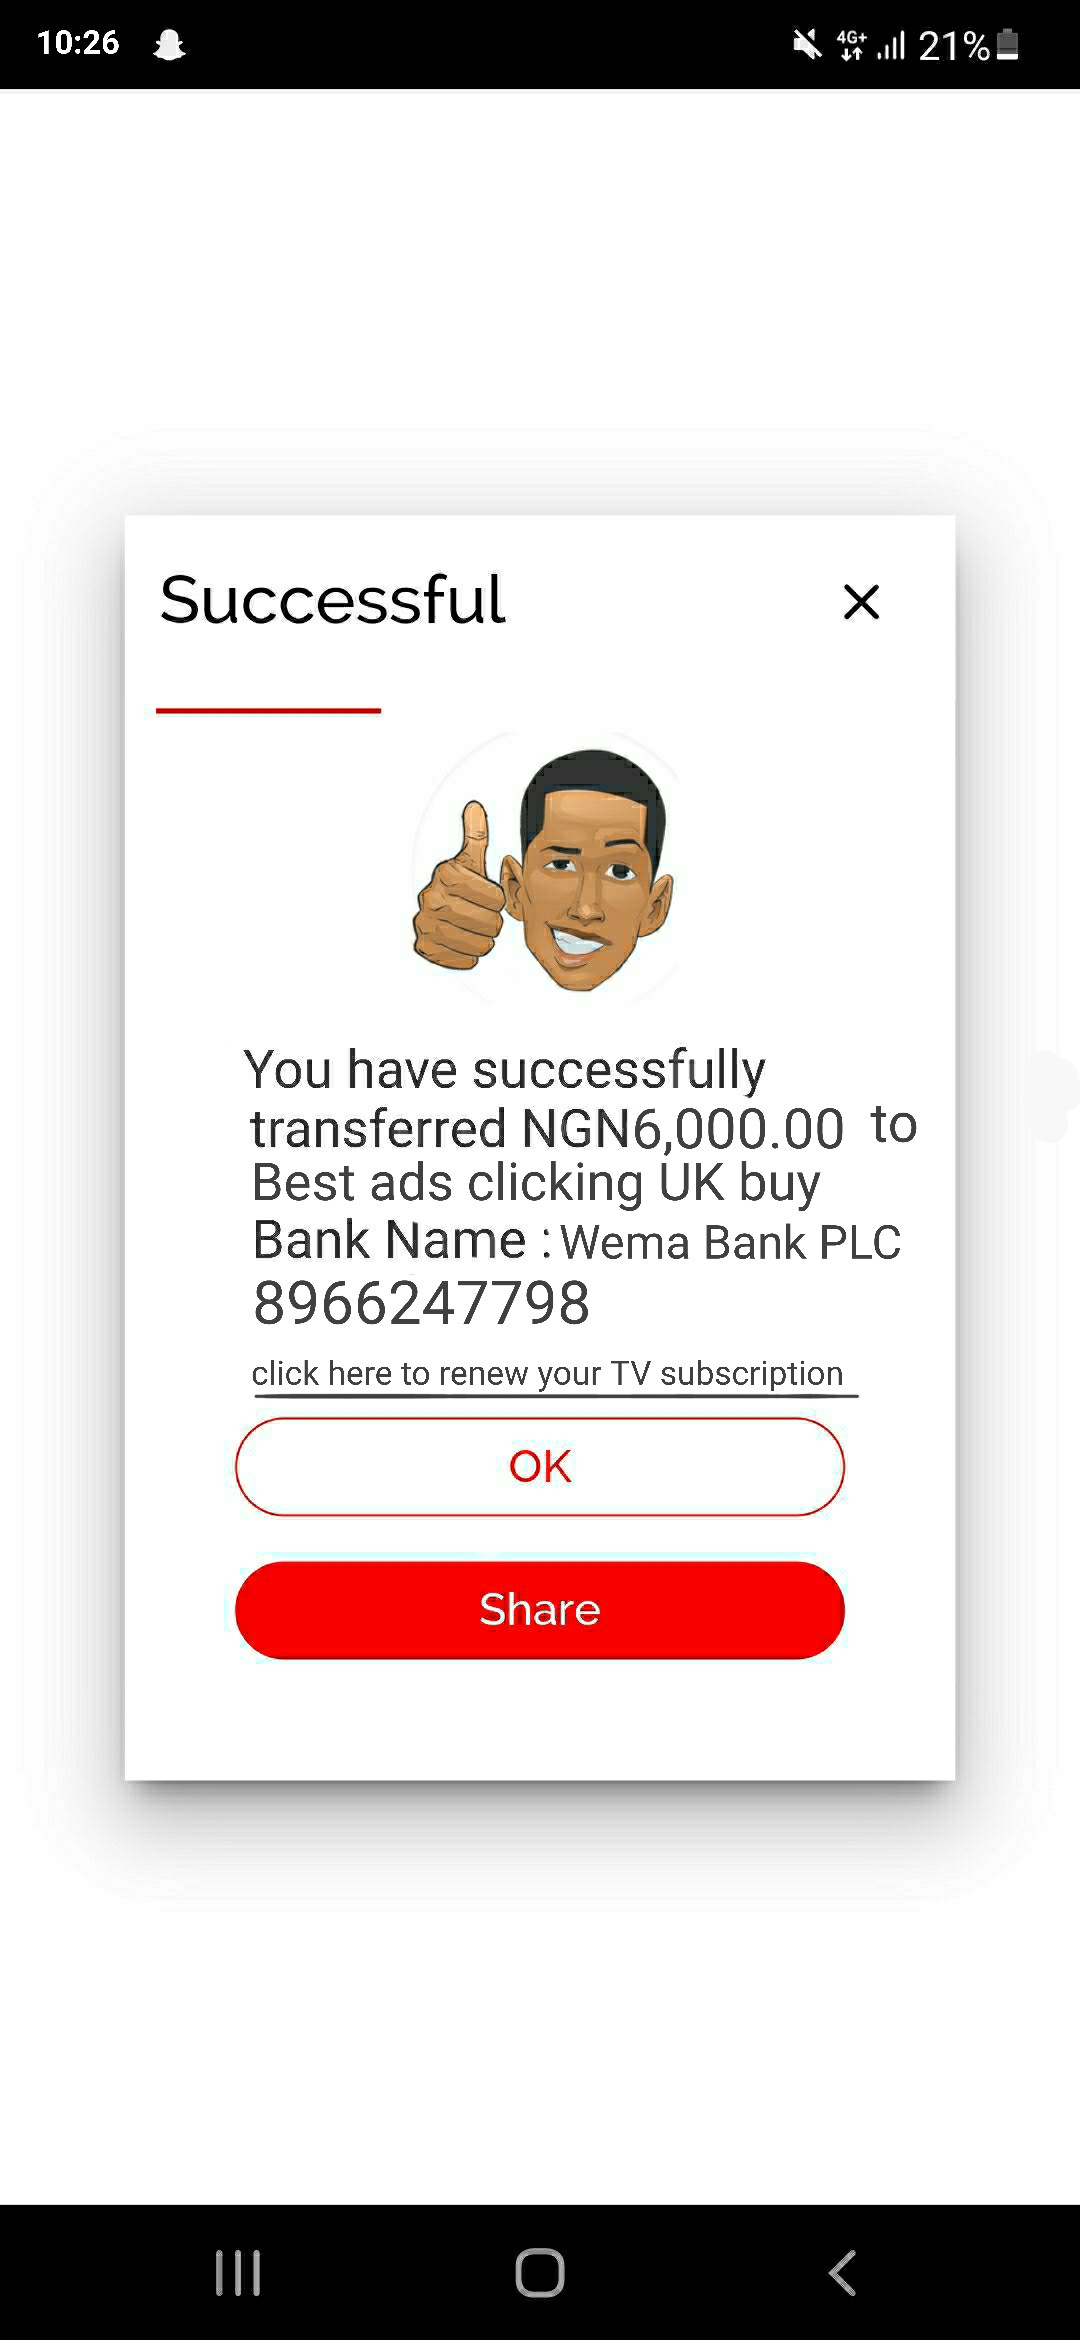 10:26
4G+
21%
Successful
You have successfully
transferred NGN6,000.00 to
Best ads clicking UK buy
Bank Name : Wema Bank PLC
8966247798
click here to renew your TV subscription
OK
Share